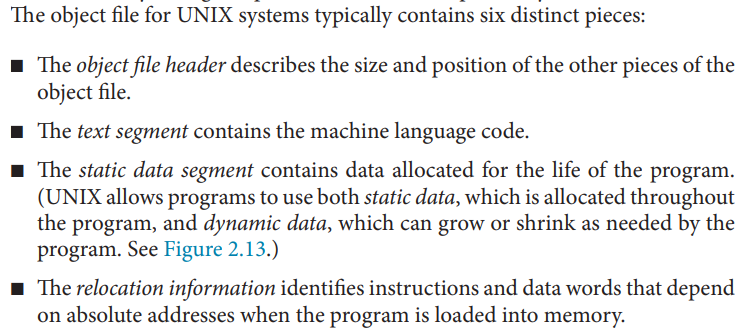 The object file for UNIX systems typically contains six distinct pieces:
■ The object file header describes the size and position of the other pieces of the
object file.
■ The text segment contains the machine language code.
■ The static data segment contains data allocated for the life of the program.
(UNIX allows programs to use both static data, which is allocated throughout
the program, and dynamic data, which can grow or shrink as needed by the
program. See Figure 2.13.)
■ The relocation information identifies instructions and data words that depend
on absolute addresses when the program is loaded into memory.